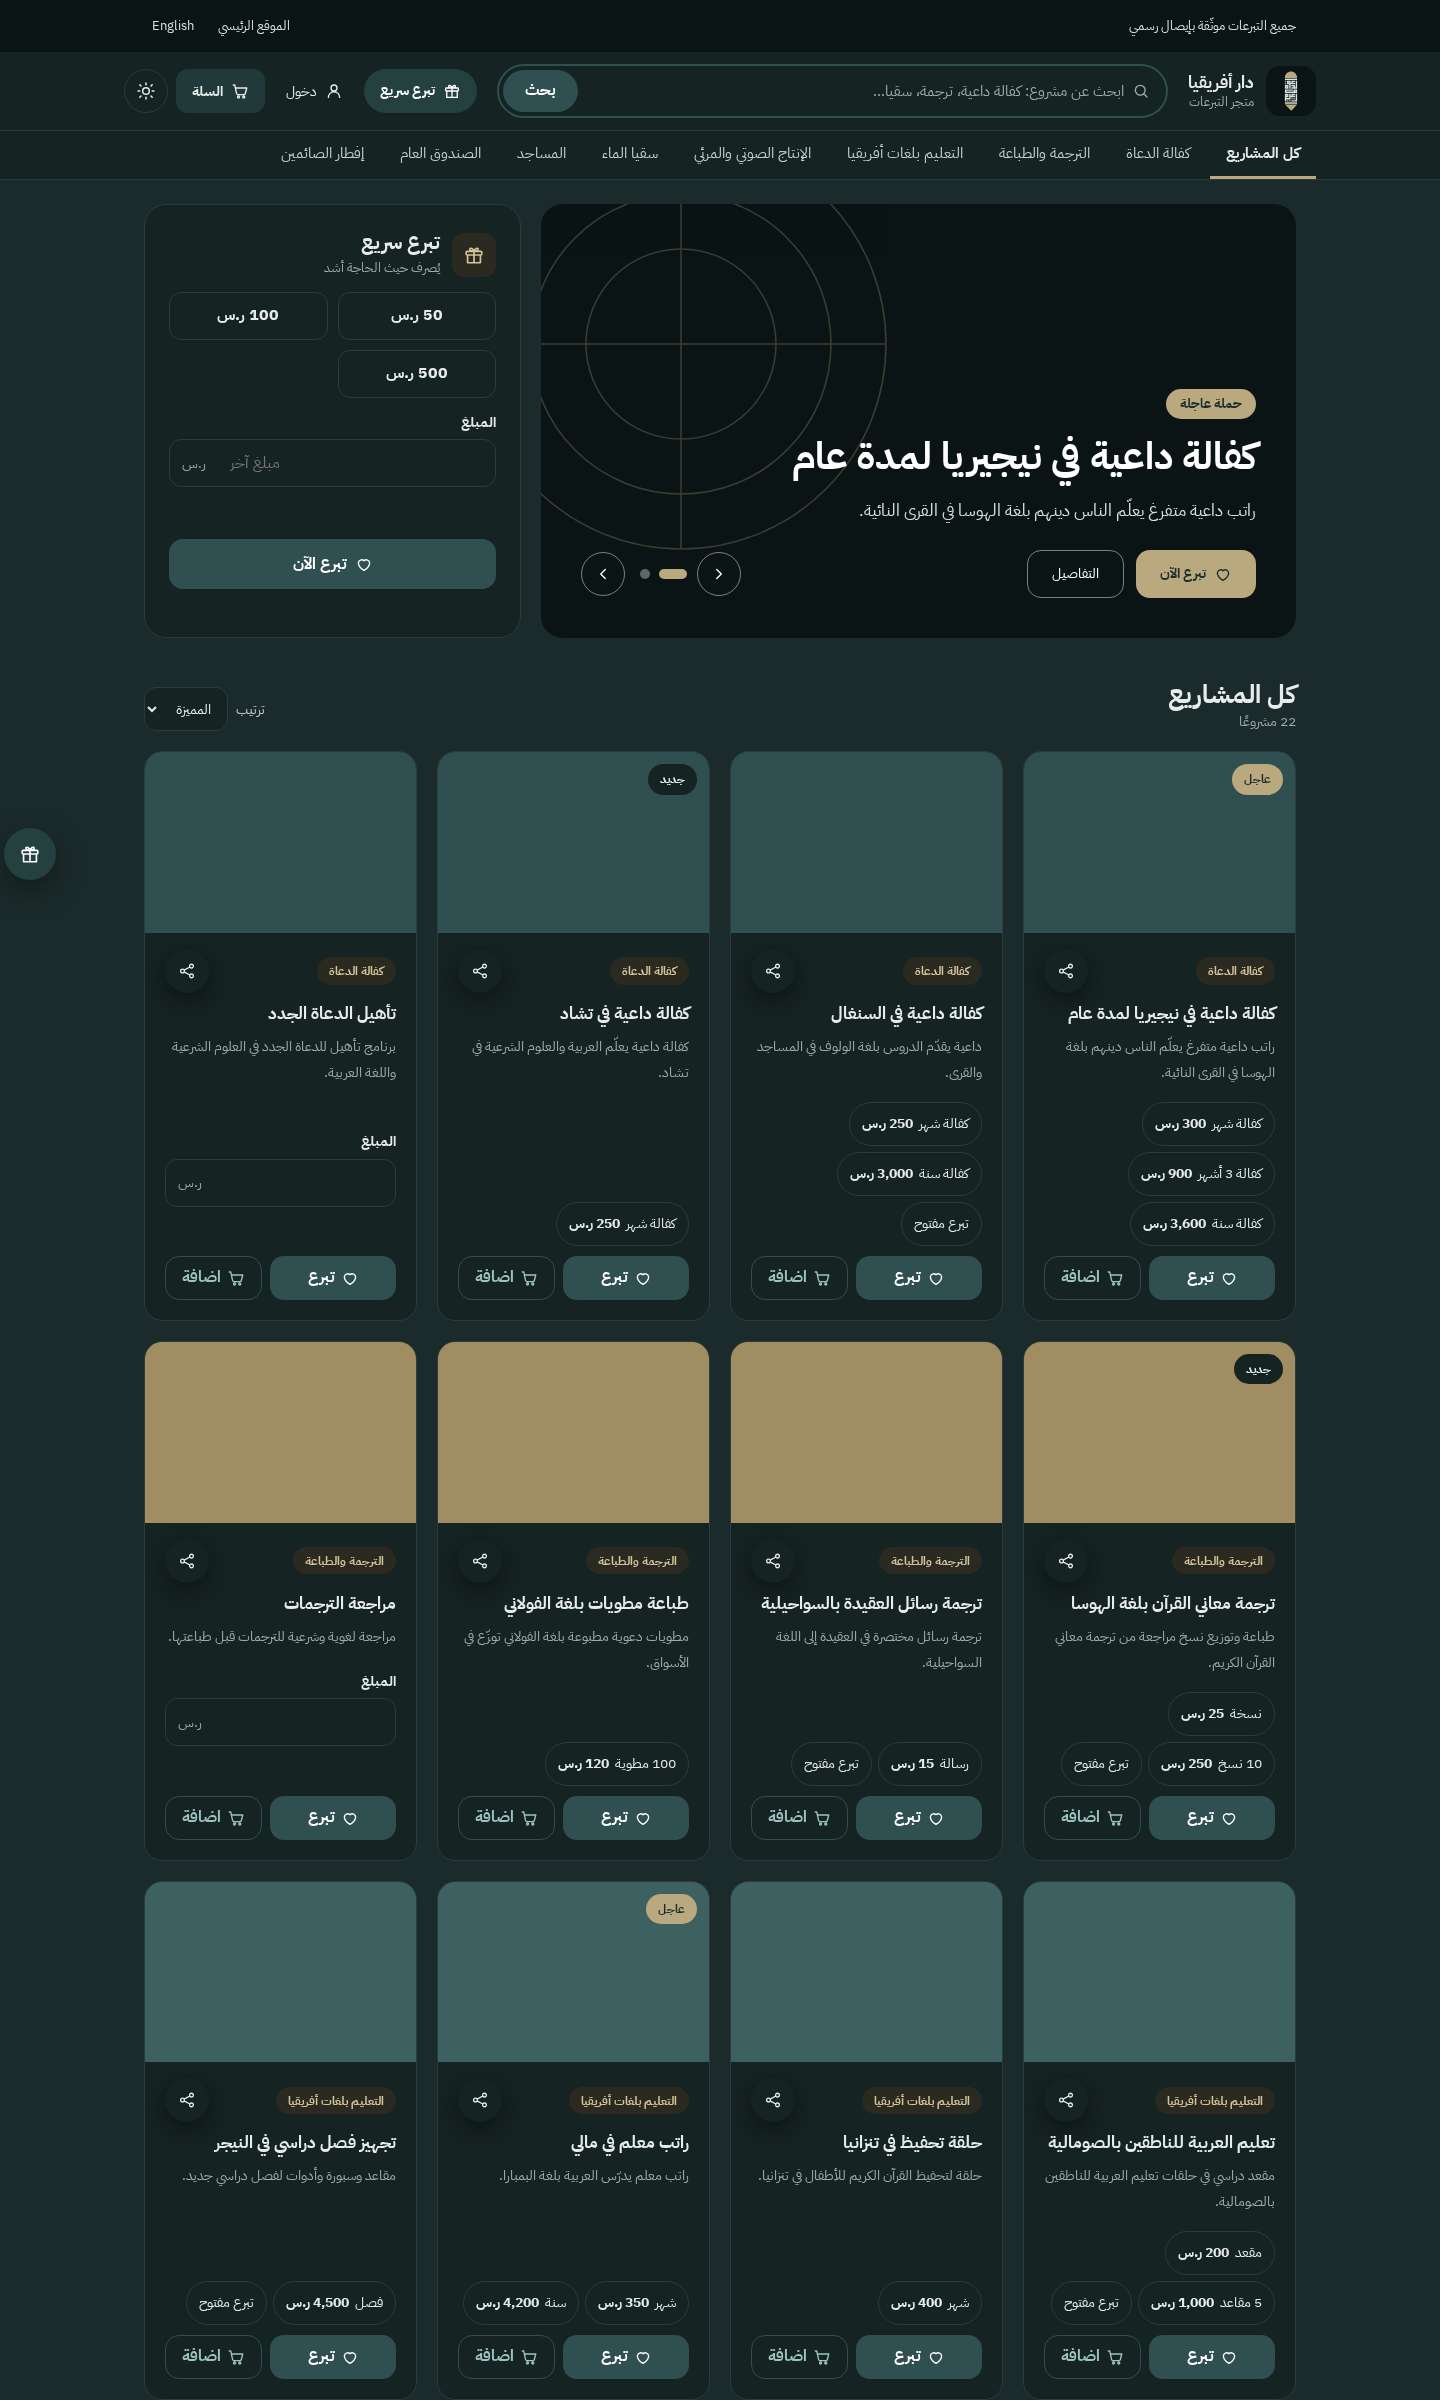 جميع التبرعات موثّقة بإيصال رسمي
الموقع الرئيسي
English
دار أفريقيا
متجر التبرعات
ابحث عن مشروع: كفالة داعية، ترجمة، سقيا...
بحث
تبرع سريع
دخول
السلة
كل المشاريع
كفالة الدعاة
الترجمة والطباعة
التعليم بلغات أفريقيا
الإنتاج الصوتي والمرئي
سقيا الماء
المساجد
الصندوق العام
إفطار الصائمين
حملة عاجلة
كفالة داعية في نيجيريا لمدة عام
راتب داعية متفرغ يعلّم الناس دينهم بلغة الهوسا في القرى النائية.
تبرع الآن
التفاصيل
تبرع سريع
يُصرف حيث الحاجة أشد
50 ر.س
100 ر.س
500 ر.س
المبلغ
مبلغ آخر
ر.س
تبرع الآن
كل المشاريع
22 مشروعًا
ترتيب
المميزة
عاجل
كفالة الدعاة
كفالة داعية في نيجيريا لمدة عام
راتب داعية متفرغ يعلّم الناس دينهم بلغة
الهوسا في القرى النائية.
كفالة شهر 300 ر.س
كفالة 3 أشهر 900 ر.س
كفالة سنة 3,600 ر.س
تبرع
اضافة
كفالة الدعاة
كفالة داعية في السنغال
داعية يقدّم الدروس بلغة الولوف في المساجد
والقرى.
كفالة شهر 250 ر.س
كفالة سنة 3,000 ر.س
تبرع مفتوح
تبرع
اضافة
جديد
كفالة الدعاة
كفالة داعية في تشاد
كفالة داعية يعلّم العربية والعلوم الشرعية في
تشاد.
كفالة شهر 250 ر.س
تبرع
اضافة
كفالة الدعاة
تأهيل الدعاة الجدد
برنامج تأهيل للدعاة الجدد في العلوم الشرعية
واللغة العربية.
المبلغ
ر.س
تبرع
اضافة
جديد
الترجمة والطباعة
ترجمة معاني القرآن بلغة الهوسا
طباعة وتوزيع نسخ مراجعة من ترجمة معاني
القرآن الكريم.
نسخة 25 ر.س
10 نسخ 250 ر.س
تبرع مفتوح
تبرع
اضافة
الترجمة والطباعة
ترجمة رسائل العقيدة بالسواحيلية
ترجمة رسائل مختصرة في العقيدة إلى اللغة
السواحيلية.
رسالة 15 ر.س
تبرع مفتوح
تبرع
اضافة
الترجمة والطباعة
طباعة مطويات بلغة الفولاني
مطويات دعوية مطبوعة بلغة الفولاني توزّع في
الأسواق.
100 مطوية 120 ر.س
تبرع
اضافة
الترجمة والطباعة
مراجعة الترجمات
مراجعة لغوية وشرعية للترجمات قبل طباعتها.
المبلغ
ر.س
تبرع
اضافة
التعليم بلغات أفريقيا
تعليم العربية للناطقين بالصومالية
مقعد دراسي في حلقات تعليم العربية للناطقين
بالصومالية.
مقعد 200 ر.س
5 مقاعد 1,000 ر.س
تبرع مفتوح
تبرع
اضافة
التعليم بلغات أفريقيا
حلقة تحفيظ في تنزانيا
حلقة لتحفيظ القرآن الكريم للأطفال في تنزانيا.
شهر 400 ر.س
تبرع
اضافة
عاجل
التعليم بلغات أفريقيا
راتب معلم في مالي
راتب معلم يدرّس العربية بلغة البمبارا.
شهر 350 ر.س
سنة 4,200 ر.س
تبرع
اضافة
التعليم بلغات أفريقيا
تجهيز فصل دراسي في النيجر
مقاعد وسبورة وأدوات لفصل دراسي جديد.
فصل 4,500 ر.س
تبرع مفتوح
تبرع
اضافة